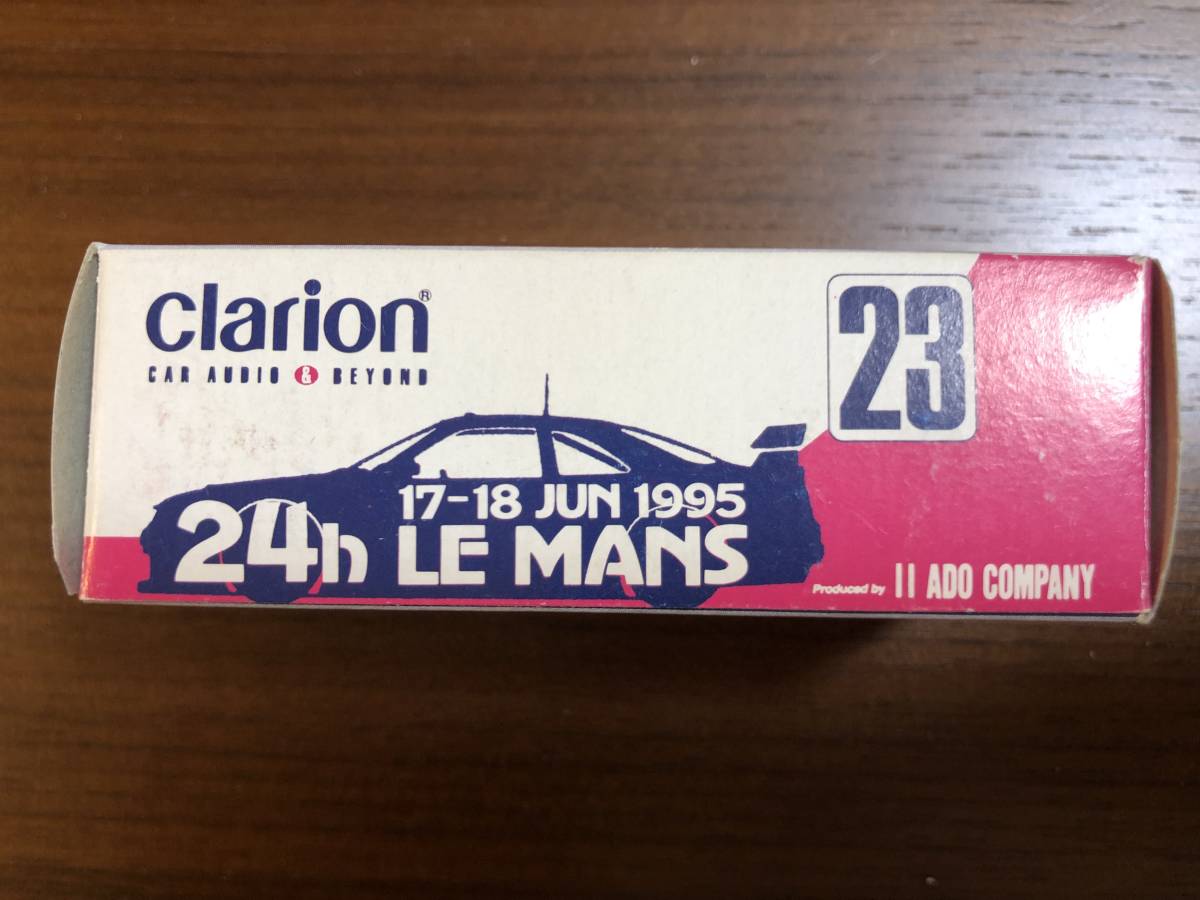 clarion®
CAR AUDIO & BEYOND
23
17-18 JUN 1995
24h LE MANS
Produced by II ADO COMPANY